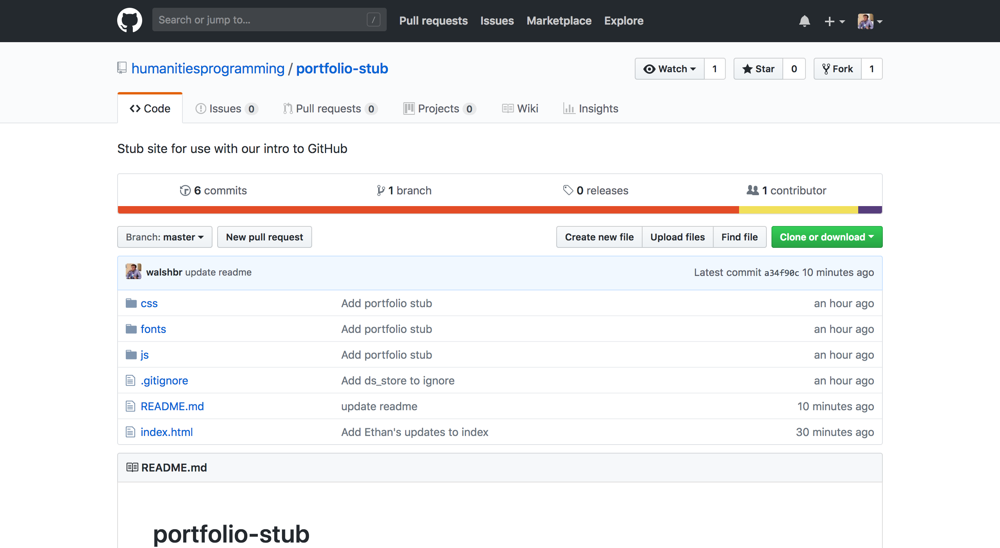 Search or jump to... / Pull requests Issues Marketplace Explore
humanitiesprogramming / portfolio-stub Watch 1 Star 0 Fork 1
Code Issues 0 Pull requests 0 Projects 0 Wiki Insights
Stub site for use with our intro to GitHub
6 commits 1 branch 0 releases 1 contributor
Branch: master New pull request Create new file Upload files Find file Clone or download
walshbr update readme Latest commit a34f90c 10 minutes ago
css Add portfolio stub an hour ago
fonts Add portfolio stub an hour ago
js Add portfolio stub an hour ago
.gitignore Add ds_store to ignore an hour ago
README.md update readme 10 minutes ago
index.html Add Ethan's updates to index 30 minutes ago
README.md
portfolio-stub